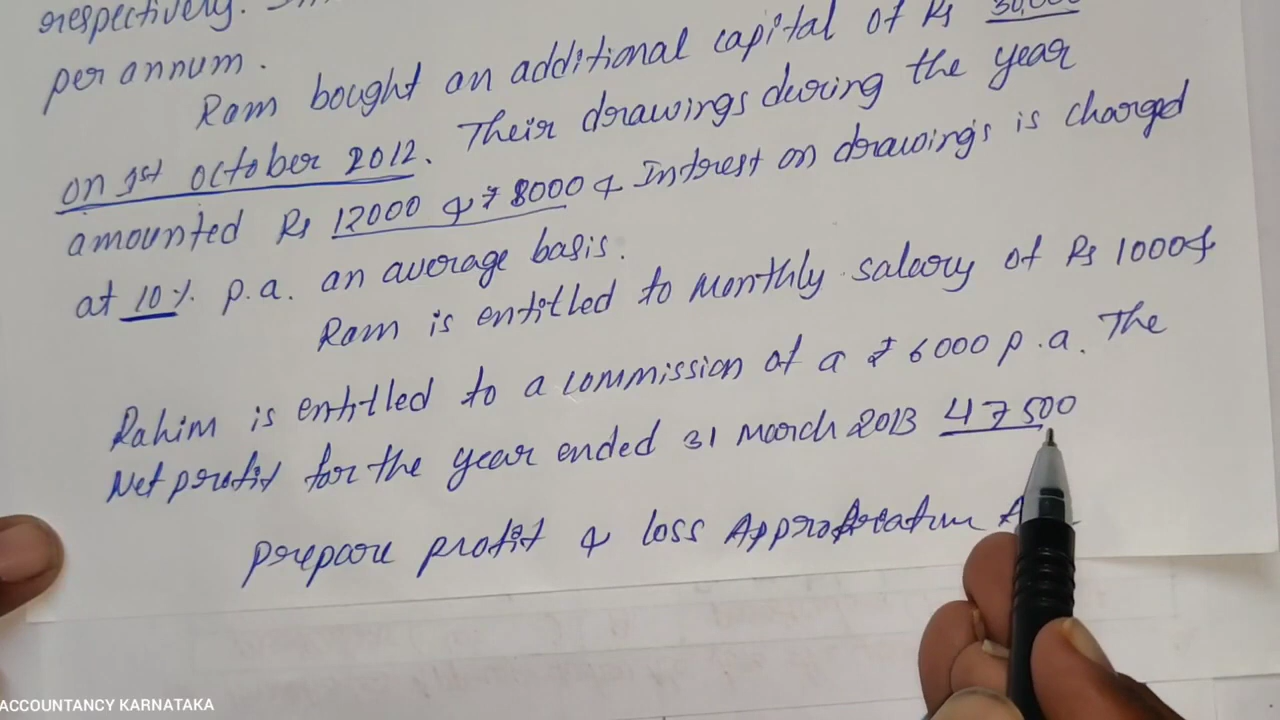 respectively.
per annum.
Ram bought an additional capital of Rs 30,000
on 1st october 2012. Their drawings during the year
amounted Rs 12000 & ₹ 8000 & Interest on drawing's is charged
at 10% p.a. an average basis.
Ram is entitled to monthly salary of Rs 1000 &
Rahim is entitled to a commission of a ₹ 6000 p.a. The
Net profit for the year ended 31 march 2013 47500
prepare profit & loss Appropriation
ACCOUNTANCY KARNATAKA